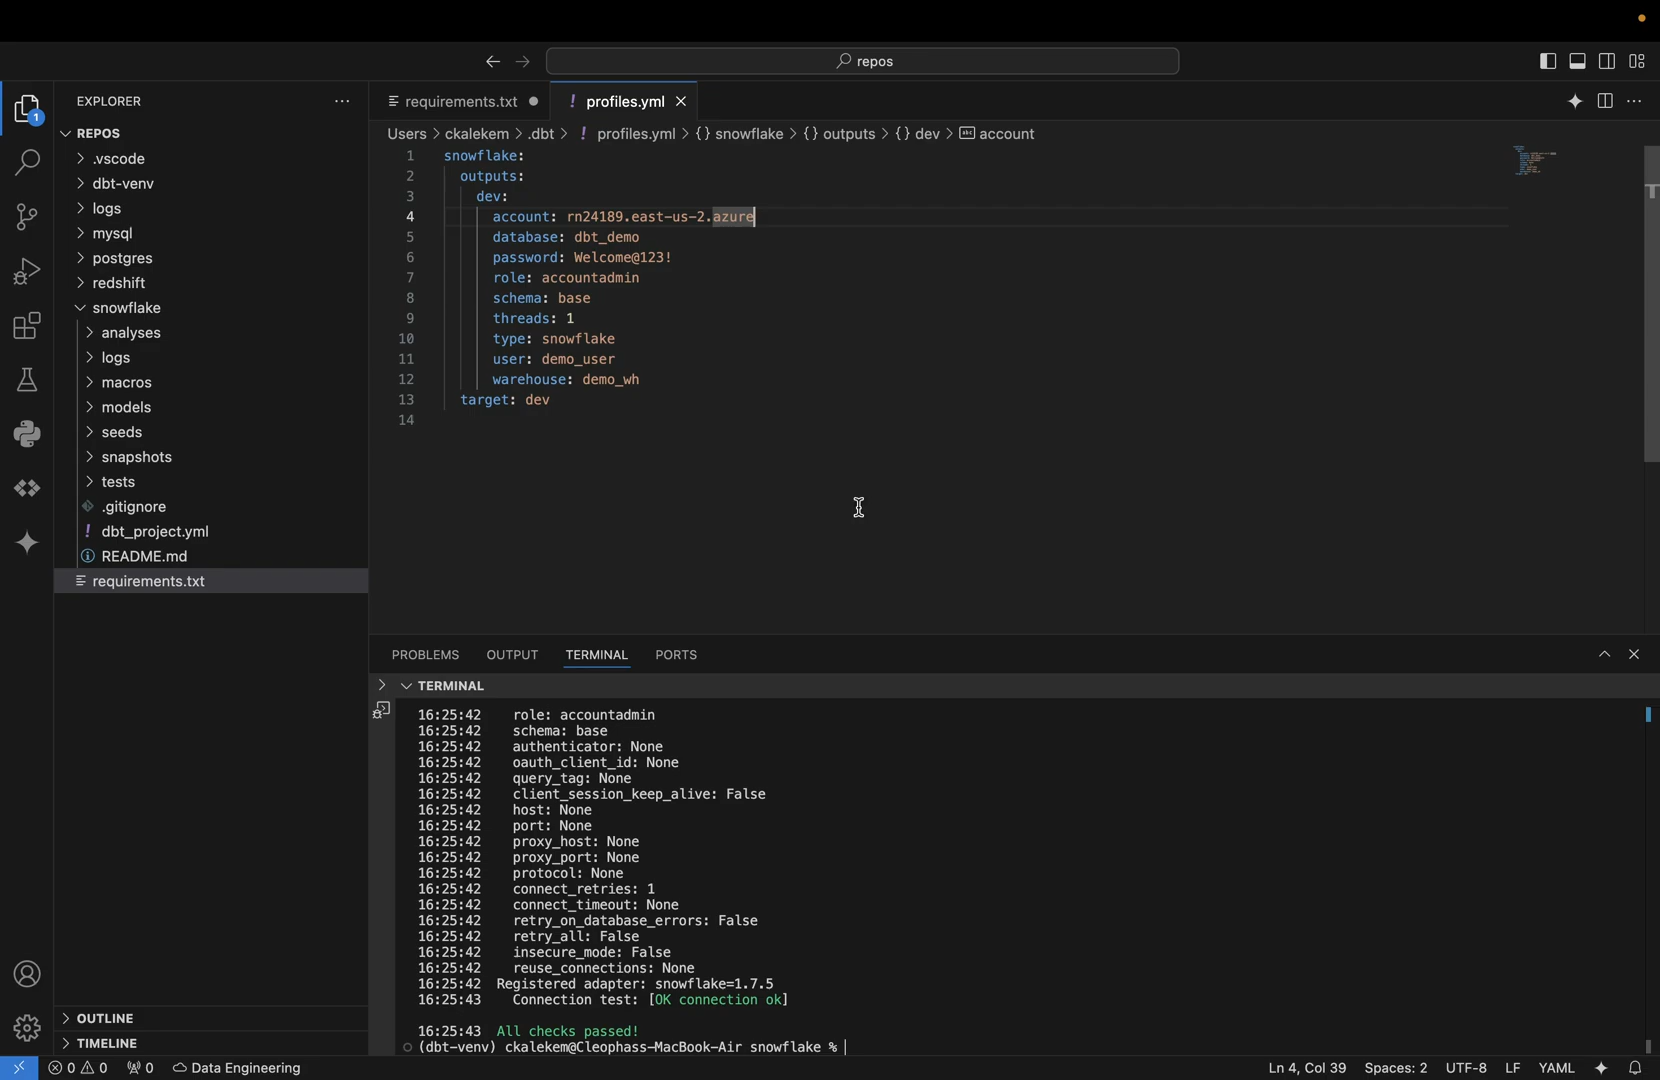 repos
EXPLORER
requirements.txt
profiles.yml
Users > ckalekem > .dbt > ! profiles.yml > {} snowflake > {} outputs > {} dev > abc account
REPOS
.vscode
dbt-venv
logs
mysql
postgres
redshift
snowflake
analyses
logs
macros
models
seeds
snapshots
tests
.gitignore
dbt_project.yml
README.md
requirements.txt
OUTLINE
TIMELINE
1 snowflake:
2 outputs:
3 dev:
4 account: rn24189.east-us-2.azure
5 database: dbt_demo
6 password: Welcome@123!
7 role: accountadmin
8 schema: base
9 threads: 1
10 type: snowflake
11 user: demo_user
12 warehouse: demo_wh
13 target: dev
14
PROBLEMS OUTPUT TERMINAL PORTS
TERMINAL
16:25:42 role: accountadmin
16:25:42 schema: base
16:25:42 authenticator: None
16:25:42 oauth_client_id: None
16:25:42 query_tag: None
16:25:42 client_session_keep_alive: False
16:25:42 host: None
16:25:42 port: None
16:25:42 proxy_host: None
16:25:42 proxy_port: None
16:25:42 protocol: None
16:25:42 connect_retries: 1
16:25:42 connect_timeout: None
16:25:42 retry_on_database_errors: False
16:25:42 retry_all: False
16:25:42 insecure_mode: False
16:25:42 reuse_connections: None
16:25:42 Registered adapter: snowflake=1.7.5
16:25:43 Connection test: [OK connection ok]
16:25:43 All checks passed!
(dbt-venv) ckalekem@Cleophass-MacBook-Air snowflake %
0 0 0 Data Engineering Ln 4, Col 39 Spaces: 2 UTF-8 LF YAML
1